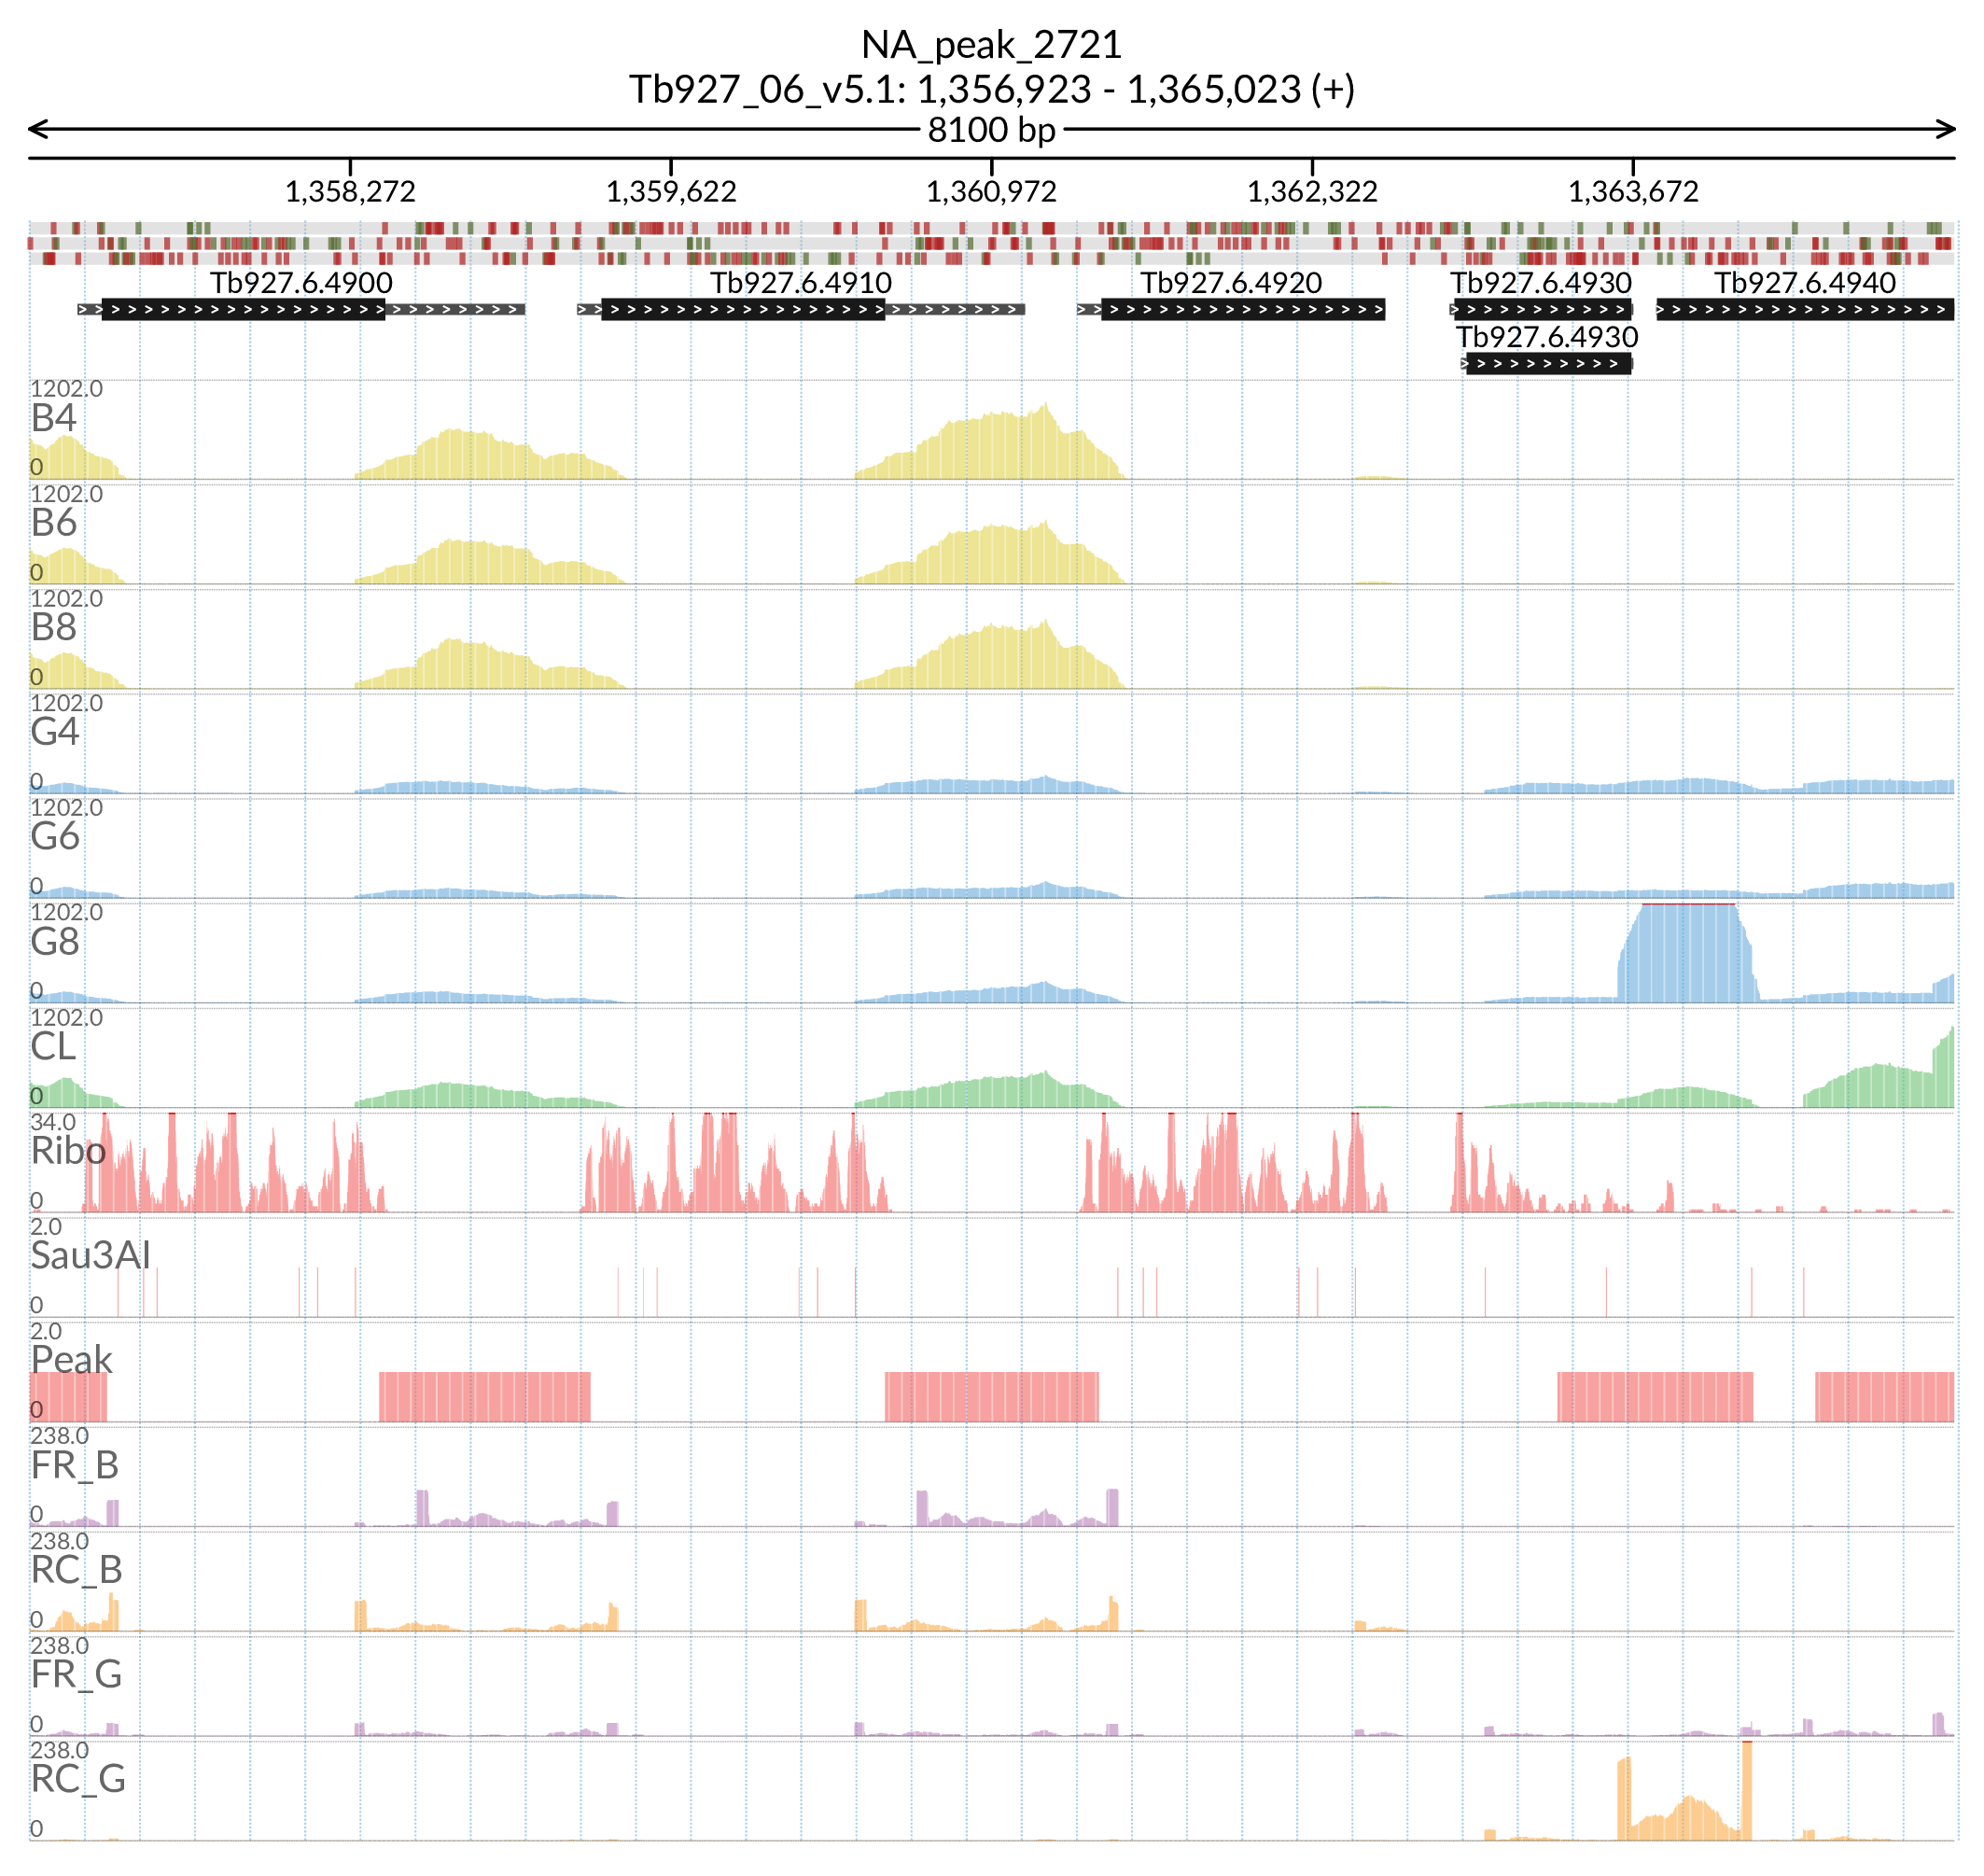 NA_peak_2721
Tb927_06_v5.1: 1,356,923 - 1,365,023 (+)
8100 bp
1,358,272 1,359,622 1,360,972 1,362,322 1,363,672
Tb927.6.4900 Tb927.6.4910 Tb927.6.4920 Tb927.6.4930 Tb927.6.4940
Tb927.6.4930
1202.0
B4
0
1202.0
B6
0
1202.0
B8
0
1202.0
G4
0
1202.0
G6
0
1202.0
G8
0
1202.0
CL
0
34.0
Ribo
0
2.0
Sau3AI
0
2.0
Peak
0
238.0
FR_B
0
238.0
RC_B
0
238.0
FR_G
0
238.0
RC_G
0